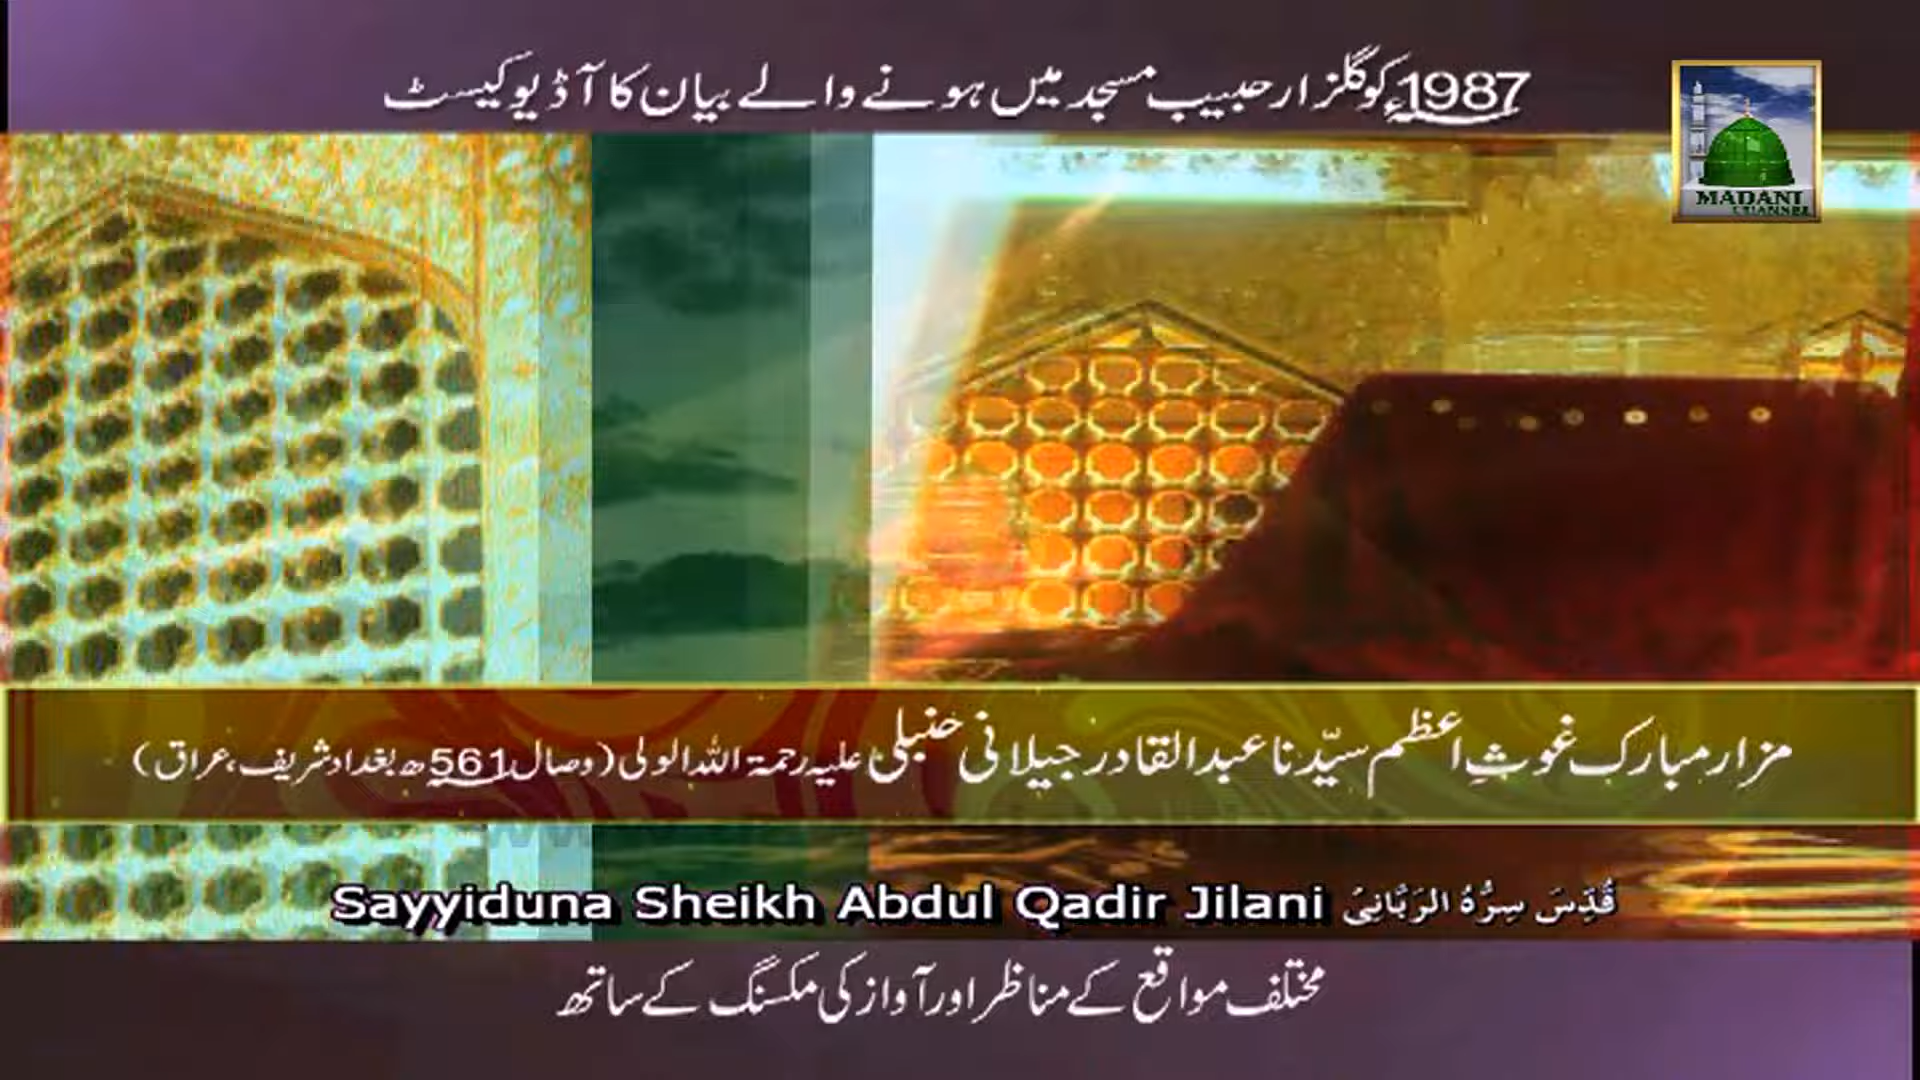 1987ء کو گلزار حبیب مسجد میں ہونے والے بیان کا آڈیو کیسٹ
MADANI
CHANNEL
مزار مبارک غوثِ اعظم سیّدنا عبدالقادر جیلانی حنبلی علیہ رحمۃ اللہ الولی (وصال 561ھ بغداد شریف، عراق)
Sayyiduna Sheikh Abdul Qadir Jilani قُدِّسَ سِرُّہُ الرَبَّانِی
مختلف مواقع کے مناظر اور آواز کی مکسنگ کے ساتھ